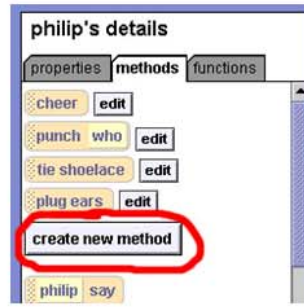 philip's details
properties methods functions
cheer edit
punch who edit
tie shoelace edit
plug ears edit
create new method
philip say